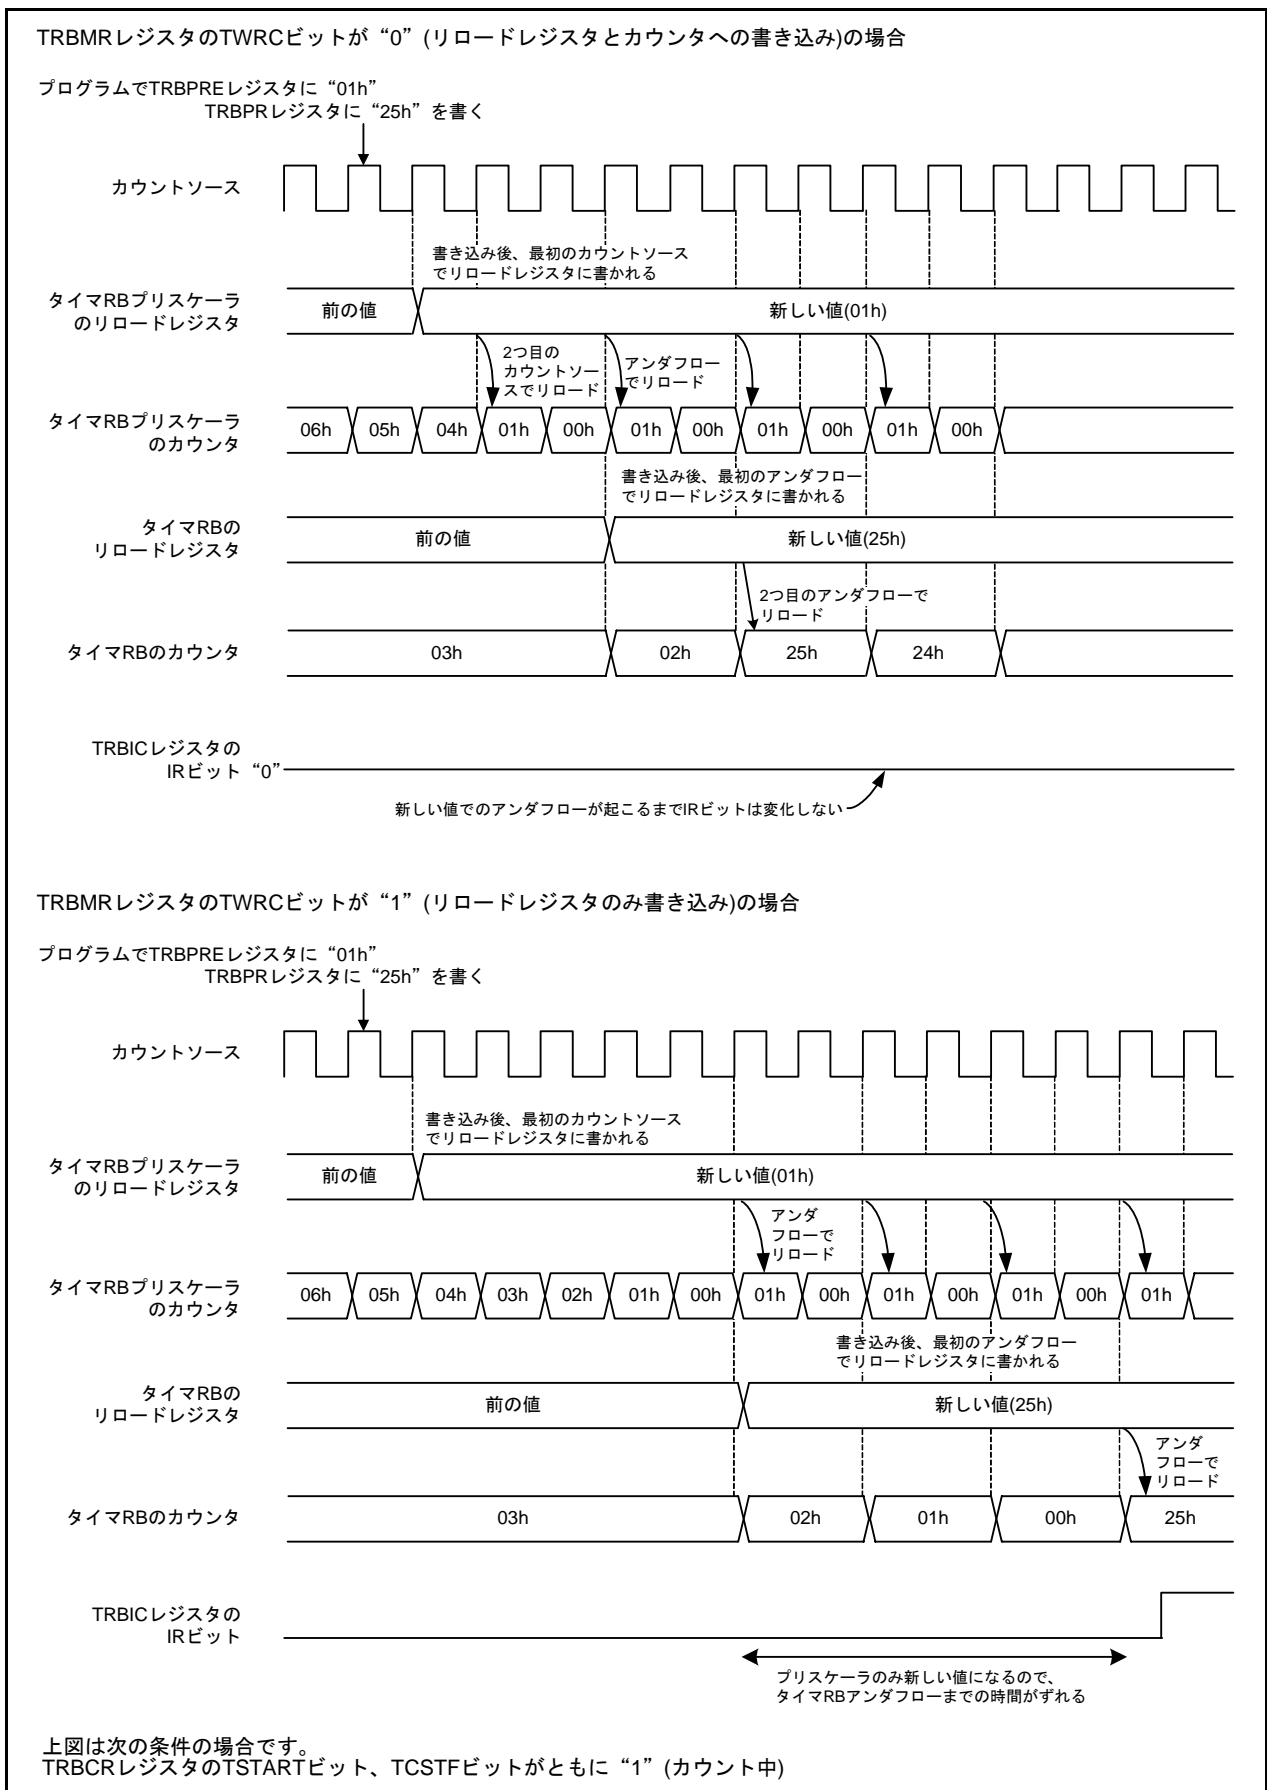 TRBMRレジスタのTWRCビットが“0”(リロードレジスタとカウンタへの書き込み)の場合
プログラムでTRBPREレジスタに“01h”
TRBPRレジスタに“25h”を書く
カウントソース
書き込み後、最初のカウントソース
でリロードレジスタに書かれる
タイマRBプリスケーラ
のリロードレジスタ
前の値
新しい値(01h)
2つ目の
カウントソー
スでリロード
アンダフロー
でリロード
タイマRBプリスケーラ
のカウンタ
06h 05h 04h 01h 00h 01h 00h 01h 00h 01h 00h
書き込み後、最初のアンダフロー
でリロードレジスタに書かれる
タイマRBの
リロードレジスタ
前の値
新しい値(25h)
2つ目のアンダフローで
リロード
タイマRBのカウンタ
03h 02h 25h 24h
TRBICレジスタの
IRビット “0”
新しい値でのアンダフローが起こるまでIRビットは変化しない
TRBMRレジスタのTWRCビットが“1”(リロードレジスタのみ書き込み)の場合
プログラムでTRBPREレジスタに“01h”
TRBPRレジスタに“25h”を書く
カウントソース
書き込み後、最初のカウントソース
でリロードレジスタに書かれる
タイマRBプリスケーラ
のリロードレジスタ
前の値
新しい値(01h)
アンダ
フローで
リロード
タイマRBプリスケーラ
のカウンタ
06h 05h 04h 03h 02h 01h 00h 01h 00h 01h 00h 01h 00h 01h
書き込み後、最初のアンダフロー
でリロードレジスタに書かれる
タイマRBの
リロードレジスタ
前の値
新しい値(25h)
アンダ
フローで
リロード
タイマRBのカウンタ
03h 02h 01h 00h 25h
TRBICレジスタの
IRビット
プリスケーラのみ新しい値になるので、
タイマRBアンダフローまでの時間がずれる
上図は次の条件の場合です。
TRBCRレジスタのTSTARTビット、TCSTFビットがともに“1”(カウント中)